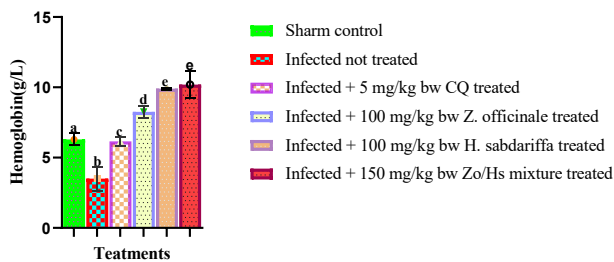 Hemoglobin(g/L)
15
10
5
0
a
b
c
d
e
e
Teatments
Sharm control
Infected not treated
Infected + 5 mg/kg bw CQ treated
Infected + 100 mg/kg bw Z. officinale treated
Infected + 100 mg/kg bw H. sabdariffa treated
Infected + 150 mg/kg bw Zo/Hs mixture treated